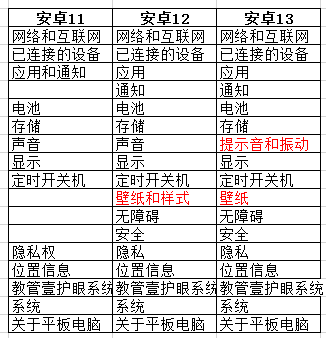 安卓11 安卓12 安卓13
网络和互联网 网络和互联网 网络和互联网
已连接的设备 已连接的设备 已连接的设备
应用和通知 应用 应用
通知 通知
电池 电池 电池
存储 存储 存储
声音 声音 提示音和振动
显示 显示 显示
定时开关机 定时开关机 定时开关机
壁纸和样式 壁纸
无障碍 无障碍
安全 安全
隐私权 隐私 隐私
位置信息 位置信息 位置信息
教管壹护眼系统 教管壹护眼系统 教管壹护眼系统
系统 系统 系统
关于平板电脑 关于平板电脑 关于平板电脑